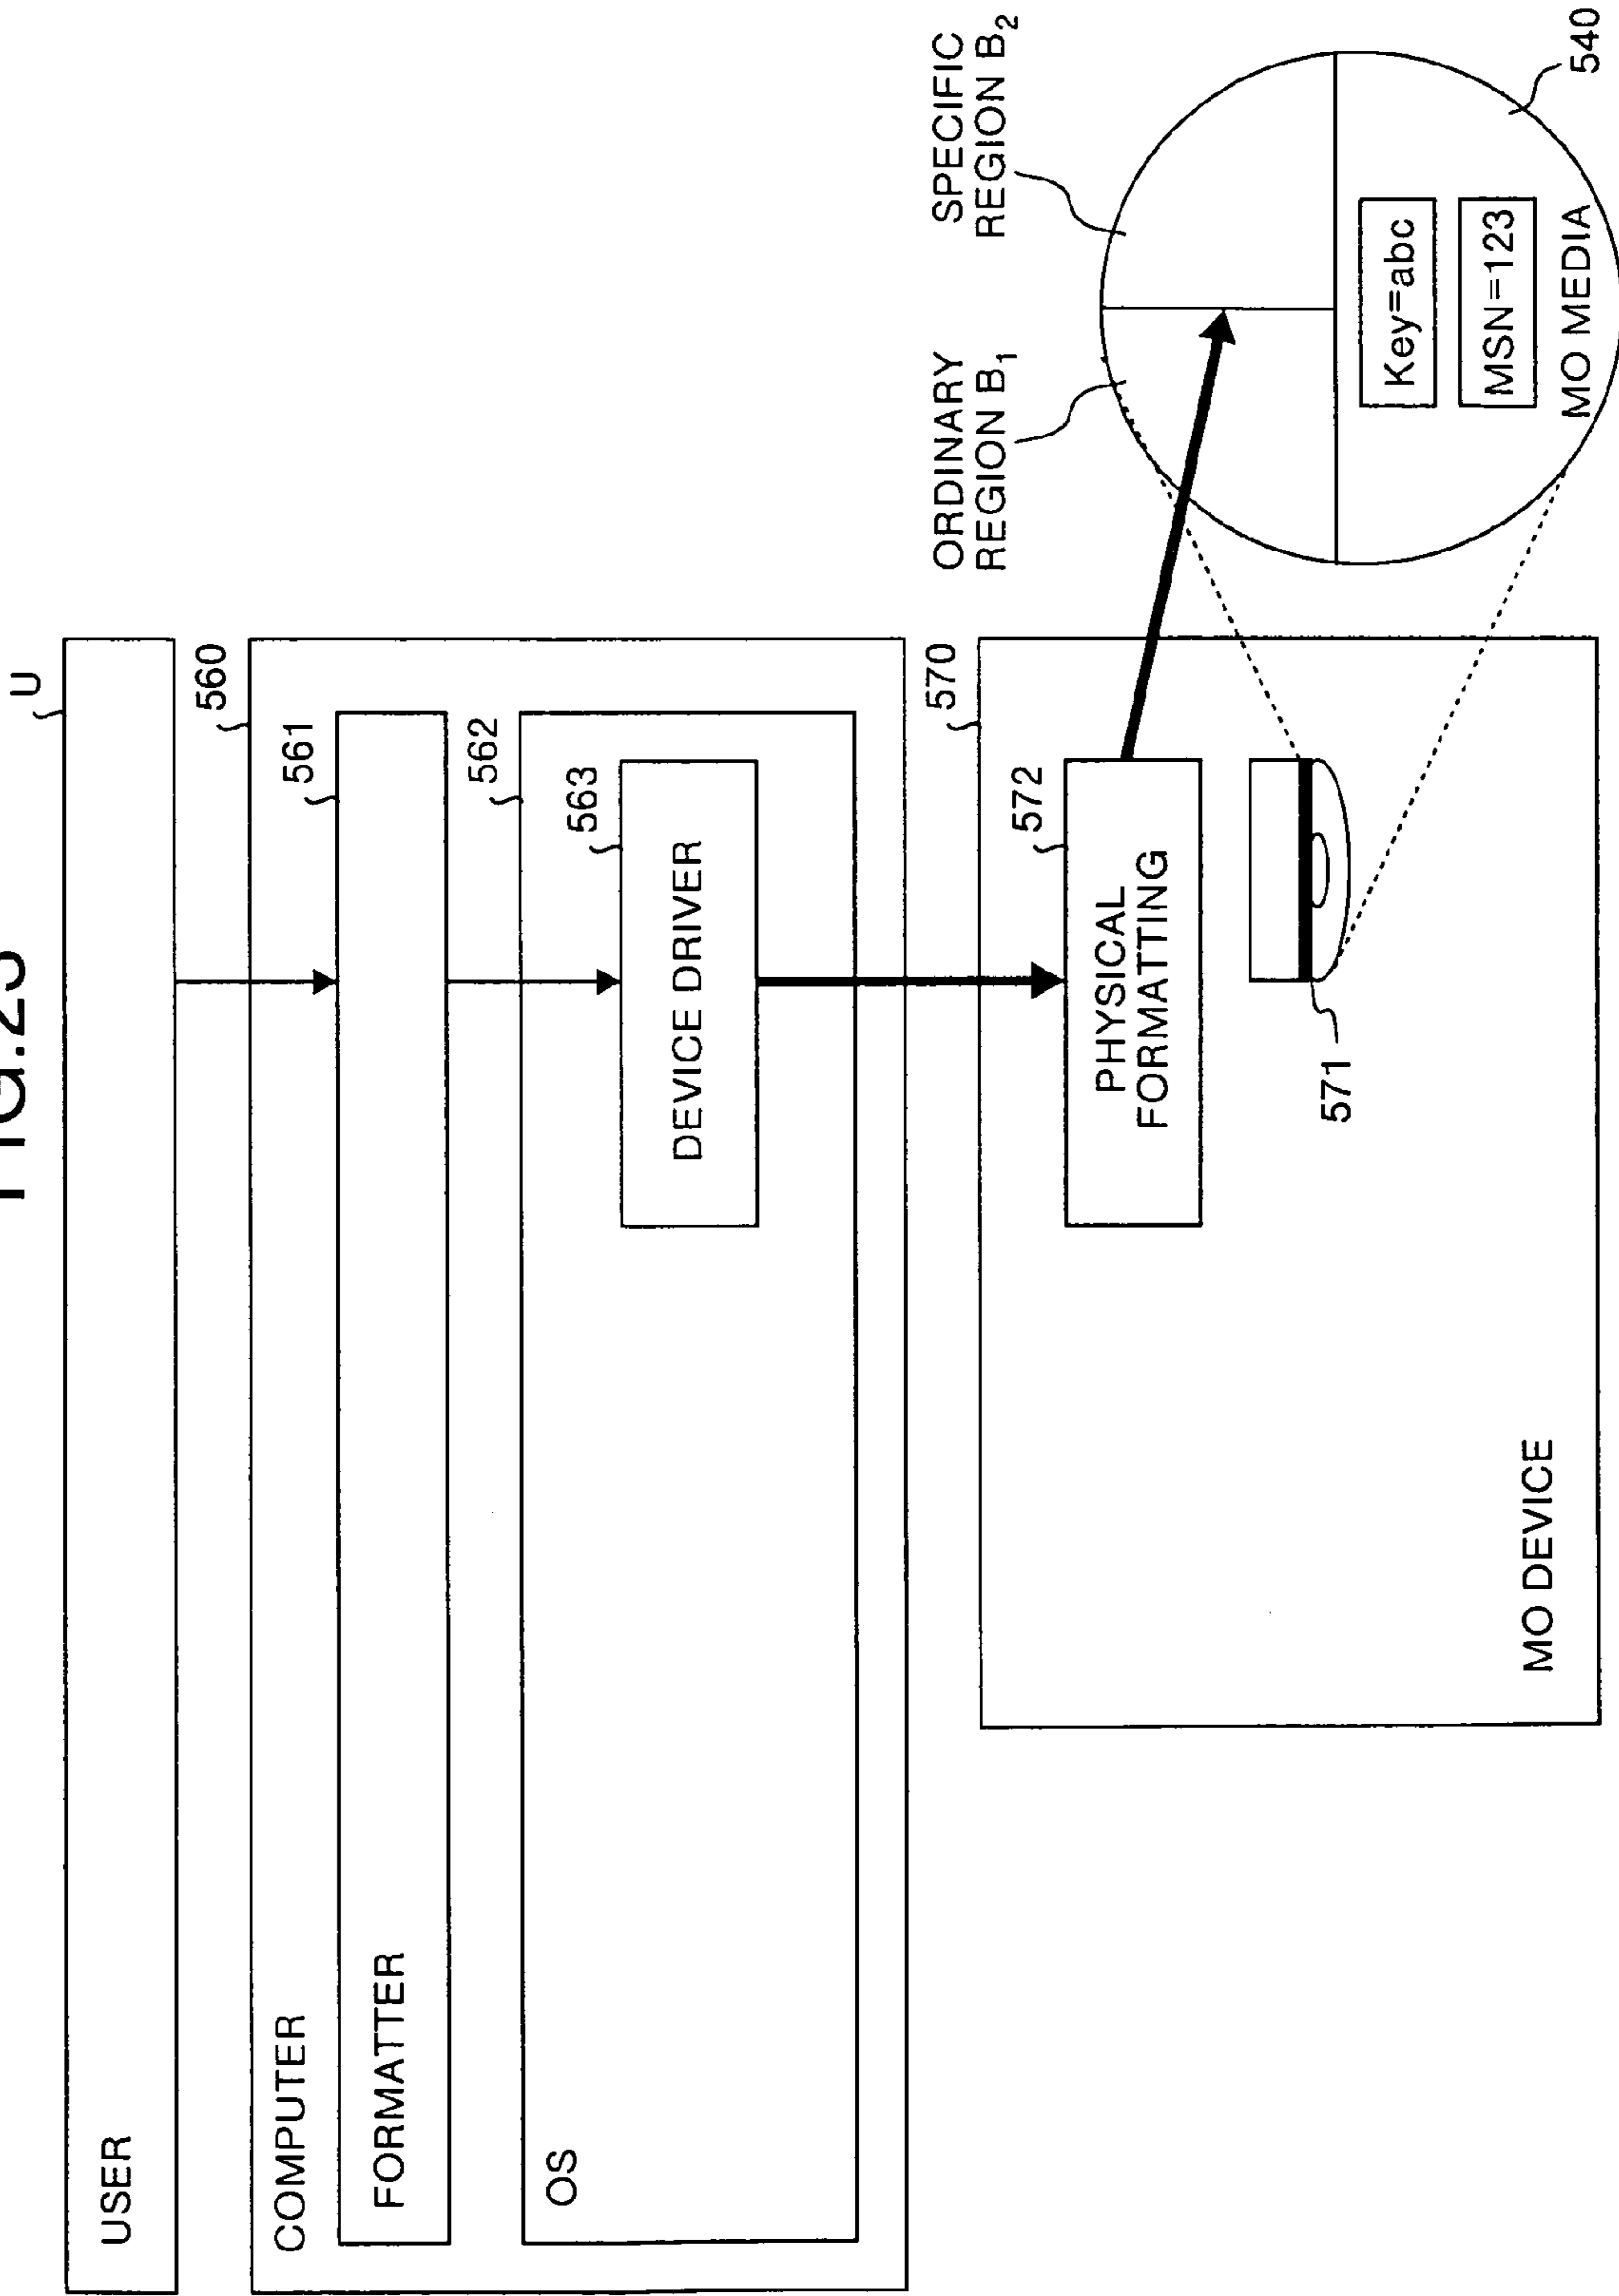 FIG.23
U
USER
560
COMPUTER
561
FORMATTER
562
OS
563
DEVICE DRIVER
570
572
PHYSICAL
FORMATTING
571
MO DEVICE
ORDINARY
REGION B₁
SPECIFIC
REGION B₂
Key=abc
MSN=123
MO MEDIA
540